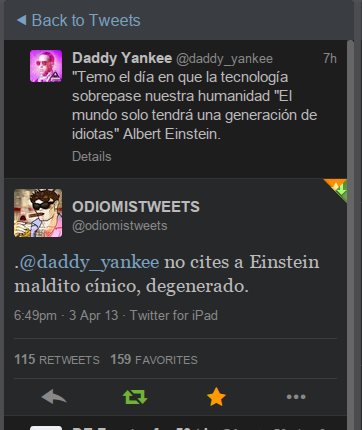 Back to Tweets
Daddy Yankee @daddy_yankee 7h
"Temo el día en que la tecnología
sobrepase nuestra humanidad "El
mundo solo tendrá una generación de
idiotas" Albert Einstein.
Details
ODIOMISTWEETS
@odiomistweets
.@daddy_yankee no cites a Einstein
maldito cínico, degenerado.
6:49pm · 3 Apr 13 · Twitter for iPad
115 RETWEETS 159 FAVORITES